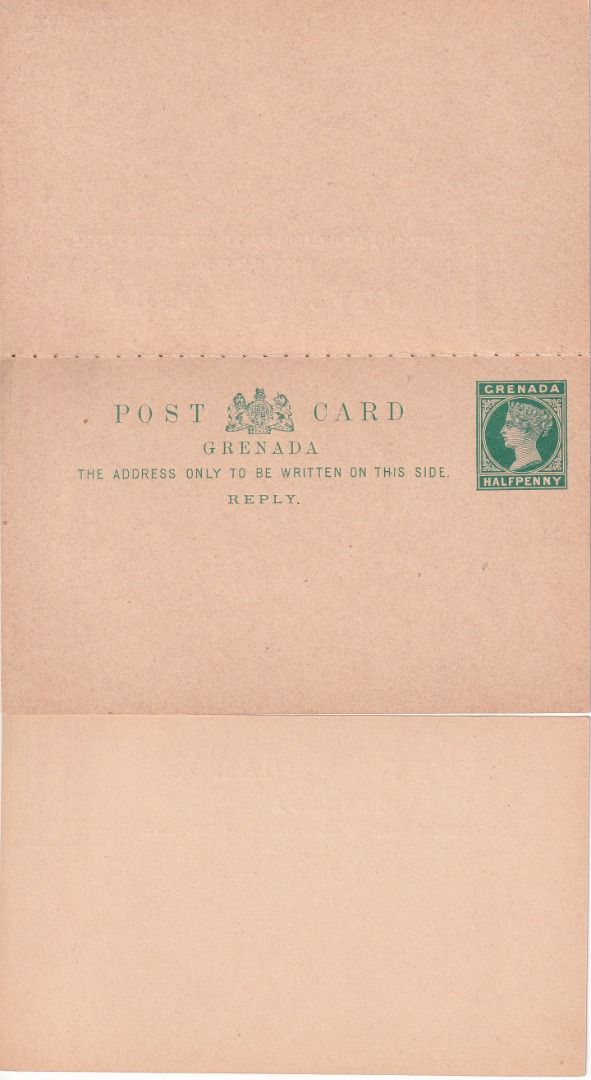 POST CARD
GRENADA
THE ADDRESS ONLY TO BE WRITTEN ON THIS SIDE.
REPLY.
GRENADA
HALFPENNY